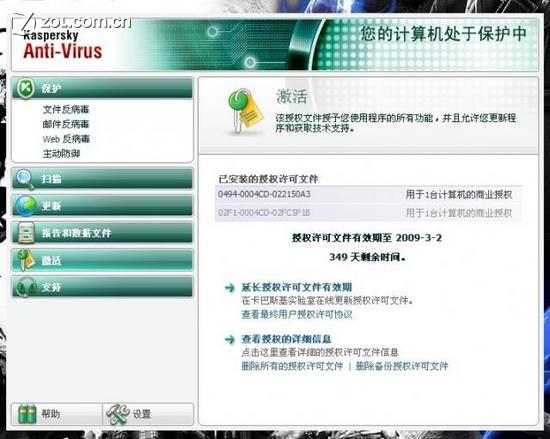 zol.com.cn
Kaspersky
Anti-Virus
您的计算机处于保护中
保护
文件反病毒
邮件反病毒
Web 反病毒
主动防御
扫描
更新
报告和数据文件
激活
支持
帮助
设置
激活
该授权文件授予您使用程序的所有功能，并且允许您更新程
序和获取技术支持。
已安装的授权许可文件
0494-0004CD-022150A3 用于1台计算机的商业授权
02F1-0004CD-02FC5F1B 用于1台计算机的商业授权
授权许可文件有效期至 2009-3-2
349 天剩余时间。
延长授权许可文件有效期
在卡巴斯基实验室在线更新授权许可文件。
查看最终用户授权许可协议
查看授权的详细信息
点击这里查看详细的授权许可文件信息
删除所有的授权许可文件 | 删除备份授权许可文件